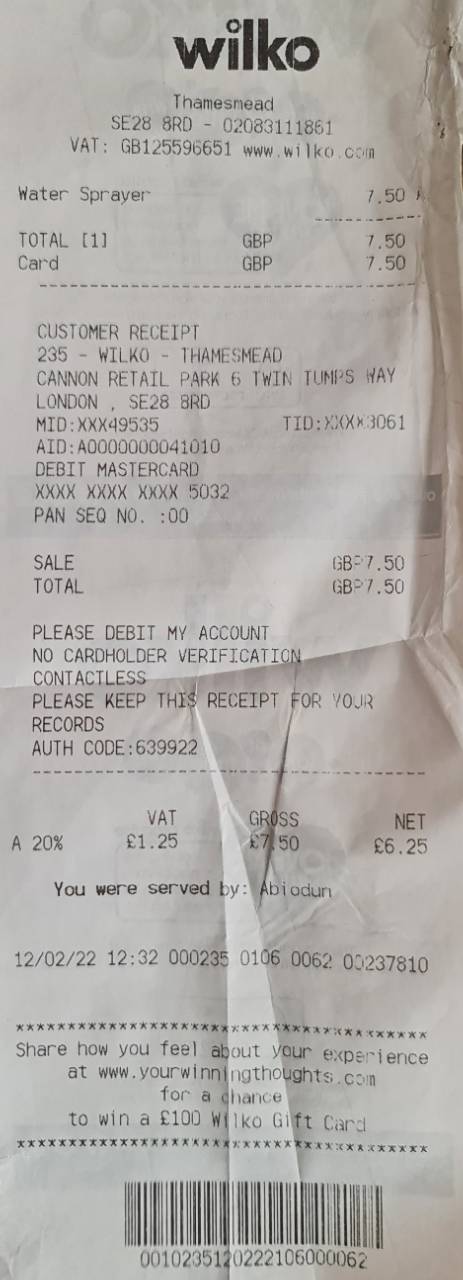 wilko
Thamesmead
SE28 8RD - 02083111861
VAT: GB125596651 www.wilko.com
Water Sprayer 7.50 A
TOTAL [1] GBP 7.50
Card GBP 7.50
CUSTOMER RECEIPT
235 - WILKO - THAMESMEAD
CANNON RETAIL PARK 6 TWIN TUMPS WAY
LONDON , SE28 8RD
MID:XXX49535 TID:XXXX3061
AID:A0000000041010
DEBIT MASTERCARD
XXXX XXXX XXXX 5032
PAN SEQ NO. :00
SALE GBP7.50
TOTAL GBP7.50
PLEASE DEBIT MY ACCOUNT
NO CARDHOLDER VERIFICATION
CONTACTLESS
PLEASE KEEP THIS RECEIPT FOR YOUR
RECORDS
AUTH CODE:639922
VAT GROSS NET
A 20% £1.25 £7.50 £6.25
You were served by: Abiodun
12/02/22 12:32 000235 0106 0062 00237810
*****************************************
Share how you feel about your experience
at www.yourwinningthoughts.com
for a chance
to win a £100 Wilko Gift Card
*****************************************
0010235120222106000062